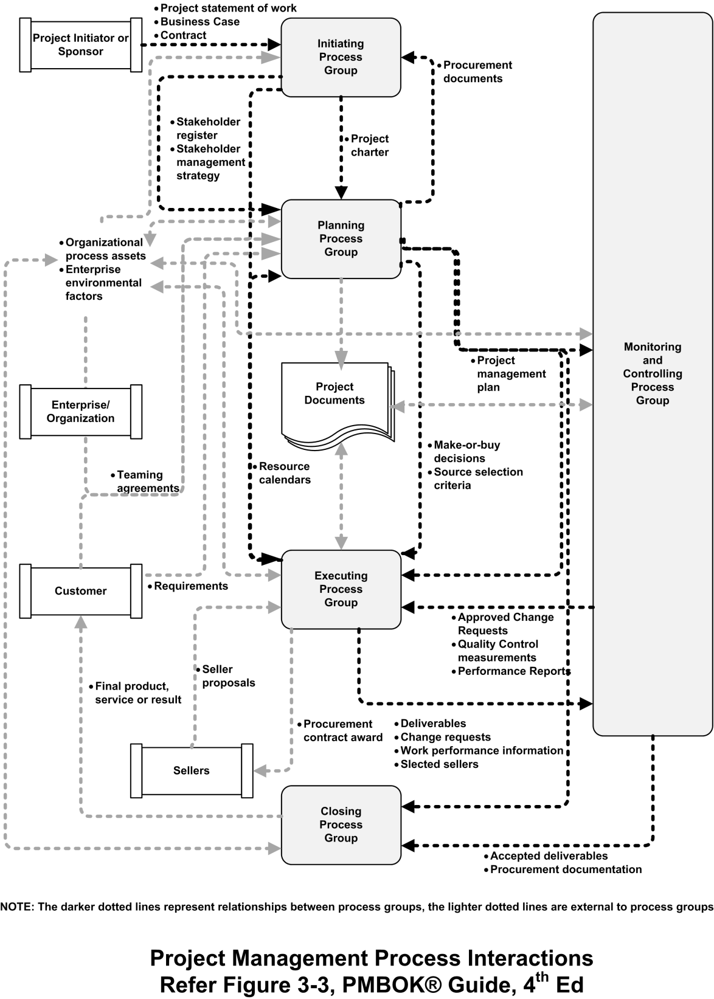 • Project statement of work
• Business Case
• Contract
Project Initiator or
Sponsor
Initiating
Process
Group
• Procurement
documents
• Stakeholder
register
• Stakeholder
management
strategy
• Project
charter
Planning
Process
Group
• Organizational
process assets
• Enterprise
environmental
factors
Monitoring
and
Controlling
Process
Group
• Project
management
plan
Project
Documents
Enterprise/
Organization
• Make-or-buy
decisions
• Source selection
criteria
• Teaming
agreements
• Resource
calendars
Executing
Process
Group
Customer
• Requirements
• Approved Change
Requests
• Quality Control
measurements
• Performance Reports
• Seller
proposals
• Final product,
service or result
• Procurement
contract award
• Deliverables
• Change requests
• Work performance information
• Slected sellers
Sellers
Closing
Process
Group
• Accepted deliverables
• Procurement documentation
NOTE: The darker dotted lines represent relationships between process groups, the lighter dotted lines are external to process groups
Project Management Process Interactions
Refer Figure 3-3, PMBOK® Guide, 4th Ed